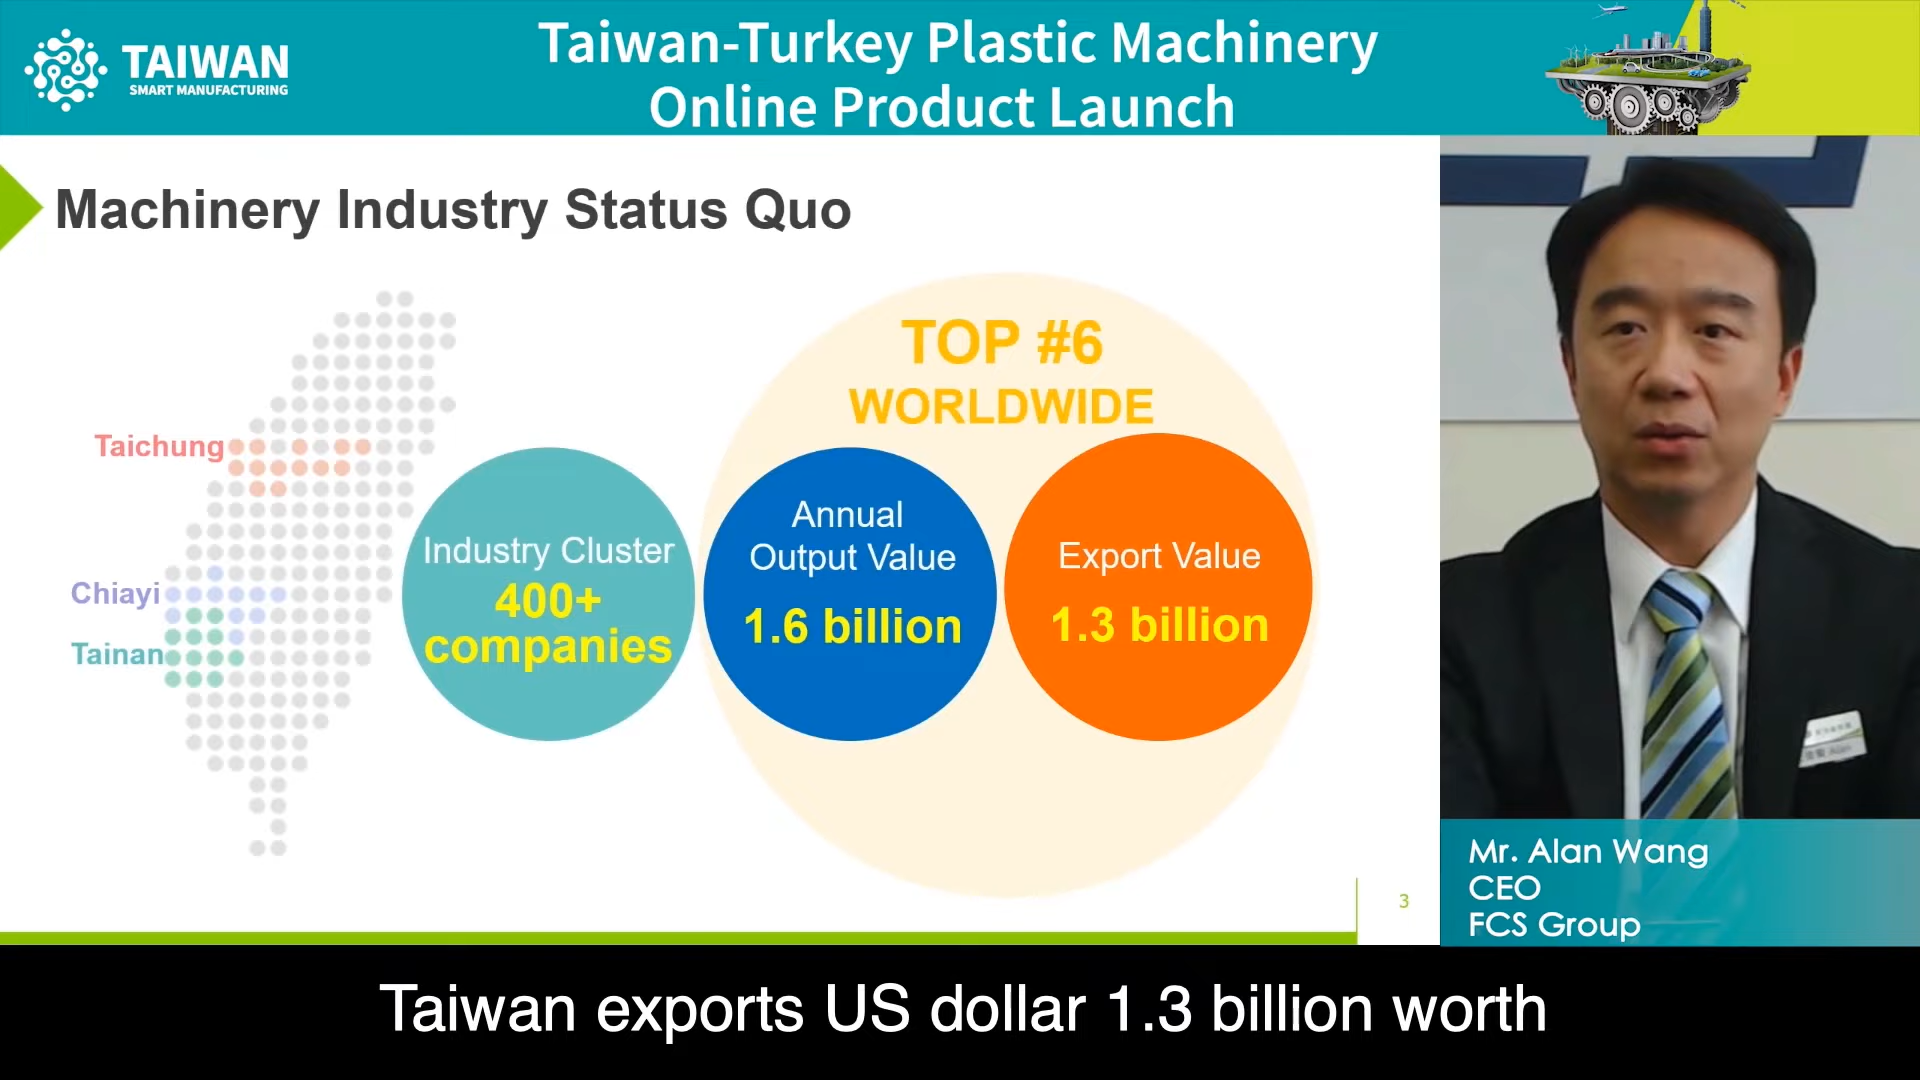 TAIWAN
SMART MANUFACTURING
Taiwan-Turkey Plastic Machinery
Online Product Launch
Machinery Industry Status Quo
Taichung
Chiayi
Tainan
Industry Cluster
400+
companies
TOP #6
WORLDWIDE
Annual
Output Value
1.6 billion
Export Value
1.3 billion
3
Alan
Mr. Alan Wang
CEO
FCS Group
Taiwan exports US dollar 1.3 billion worth